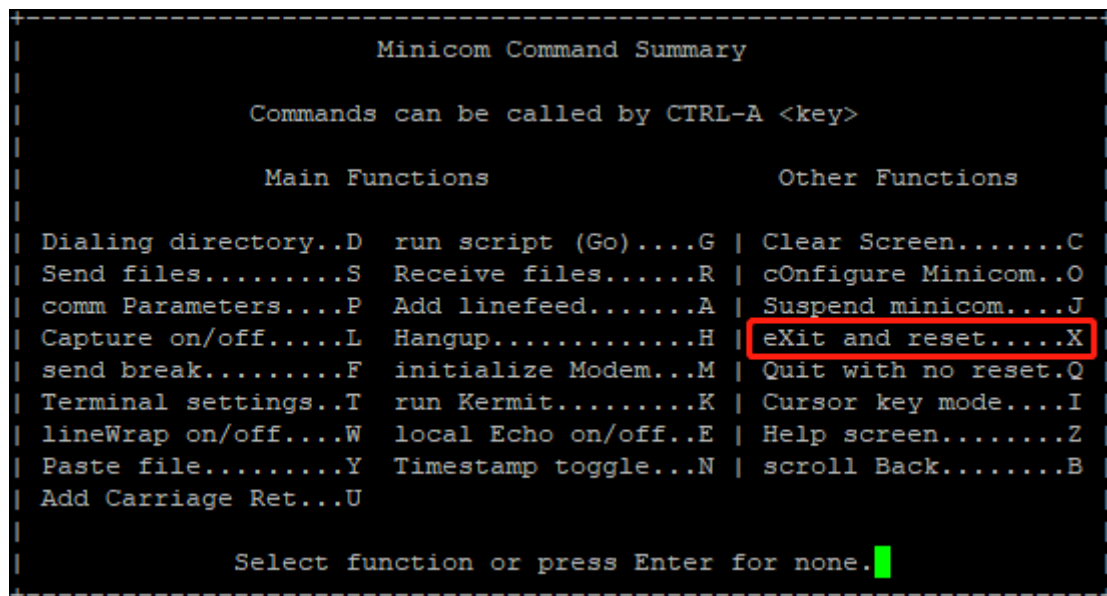 Minicom Command Summary
Commands can be called by CTRL-A <key>
Main Functions Other Functions
Dialing directory..D run script (Go)....G | Clear Screen.......C
Send files.........S Receive files......R | cOnfigure Minicom..O
comm Parameters....P Add linefeed.......A | Suspend minicom....J
Capture on/off.....L Hangup.............H | eXit and reset.....X
send break.........F initialize Modem...M | Quit with no reset.Q
Terminal settings..T run Kermit.........K | Cursor key mode....I
lineWrap on/off....W local Echo on/off..E | Help screen........Z
Paste file.........Y Timestamp toggle...N | scroll Back........B
Add Carriage Ret...U
Select function or press Enter for none.